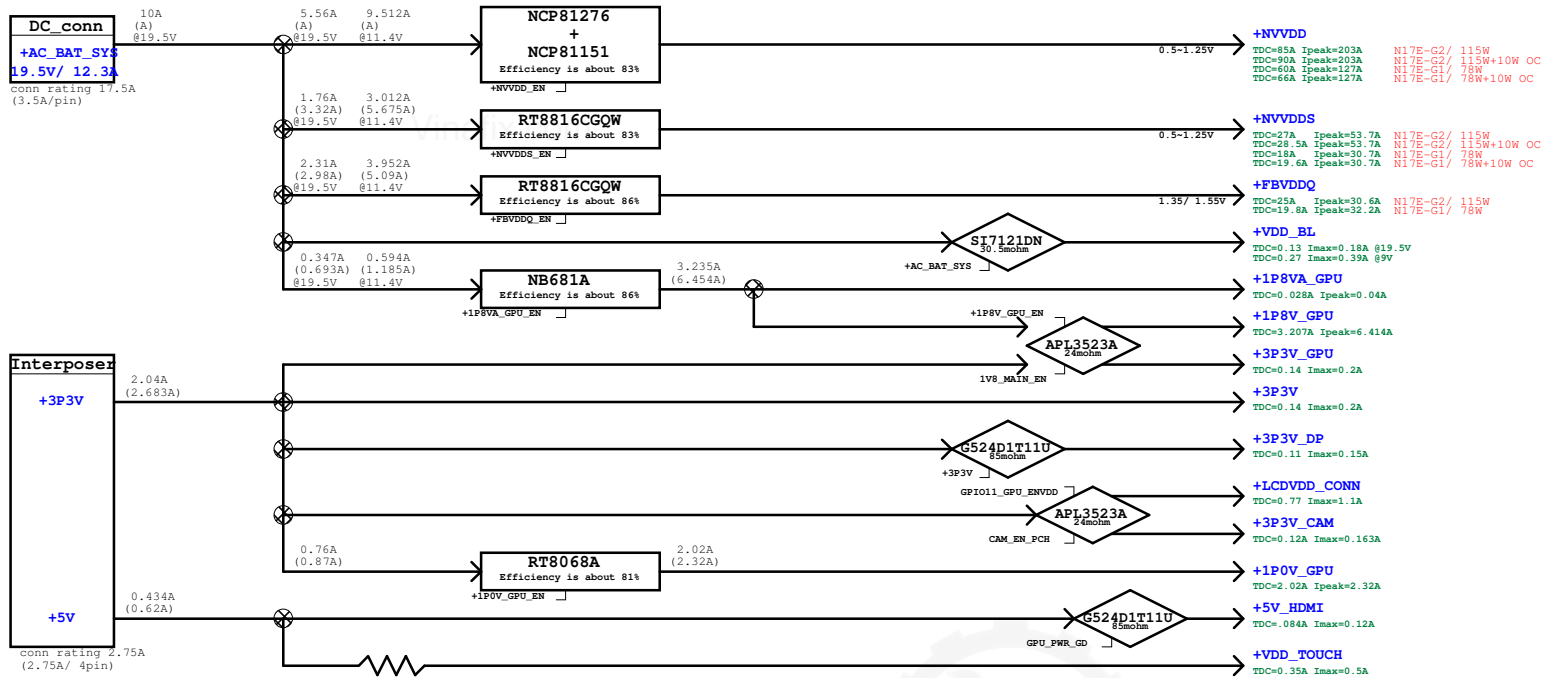 DC_conn
+AC_BAT_SYS
19.5V/ 12.3A
conn rating 17.5A
(3.5A/pin)
10A
(A)
@19.5V
5.56A
(A)
@19.5V
9.512A
(A)
@11.4V
NCP81276
+
NCP81151
Efficiency is about 83%
+NVVDD_EN
0.5~1.25V
+NVVDD
TDC=85A Ipeak=203A N17E-G2/ 115W
TDC=90A Ipeak=203A N17E-G2/ 115W+10W OC
TDC=60A Ipeak=127A N17E-G1/ 78W
TDC=66A Ipeak=127A N17E-G1/ 78W+10W OC
1.76A
(3.32A)
@19.5V
3.012A
(5.675A)
@11.4V
RT8816CGQW
Efficiency is about 83%
+NVVDDS_EN
0.5~1.25V
+NVVDDS
TDC=27A Ipeak=53.7A N17E-G2/ 115W
TDC=28.5A Ipeak=53.7A N17E-G2/ 115W+10W OC
TDC=18A Ipeak=30.7A N17E-G1/ 78W
TDC=19.6A Ipeak=30.7A N17E-G1/ 78W+10W OC
2.31A
(2.98A)
@19.5V
3.952A
(5.09A)
@11.4V
RT8816CGQW
Efficiency is about 86%
+FBVDDQ_EN
1.35/ 1.55V
+FBVDDQ
TDC=25A Ipeak=30.6A N17E-G2/ 115W
TDC=19.8A Ipeak=32.2A N17E-G1/ 78W
SI7121DN
30.5mohm
+AC_BAT_SYS
+VDD_BL
TDC=0.13 Imax=0.18A @19.5V
TDC=0.27 Imax=0.39A @9V
0.347A
(0.693A)
@19.5V
0.594A
(1.185A)
@11.4V
NB681A
Efficiency is about 86%
+1P8VA_GPU_EN
3.235A
(6.454A)
+1P8VA_GPU
TDC=0.028A Ipeak=0.04A
+1P8V_GPU_EN
APL3523A
24mohm
1V8_MAIN_EN
+1P8V_GPU
TDC=3.207A Ipeak=6.414A
+3P3V_GPU
TDC=0.14 Imax=0.2A
Interposer
+3P3V
2.04A
(2.683A)
+3P3V
TDC=0.14 Imax=0.2A
G524D1T11U
85mohm
+3P3V
+3P3V_DP
TDC=0.11 Imax=0.15A
GPIO11_GPU_ENVDD
APL3523A
24mohm
CAM_EN_PCH
+LCDVDD_CONN
TDC=0.77 Imax=1.1A
+3P3V_CAM
TDC=0.12A Imax=0.163A
0.76A
(0.87A)
RT8068A
Efficiency is about 81%
+1P0V_GPU_EN
2.02A
(2.32A)
+1P0V_GPU
TDC=2.02A Ipeak=2.32A
+5V
0.434A
(0.62A)
conn rating 2.75A
(2.75A/ 4pin)
G524D1T11U
85mohm
GPU_PWR_GD
+5V_HDMI
TDC=.084A Imax=0.12A
+VDD_TOUCH
TDC=0.35A Imax=0.5A